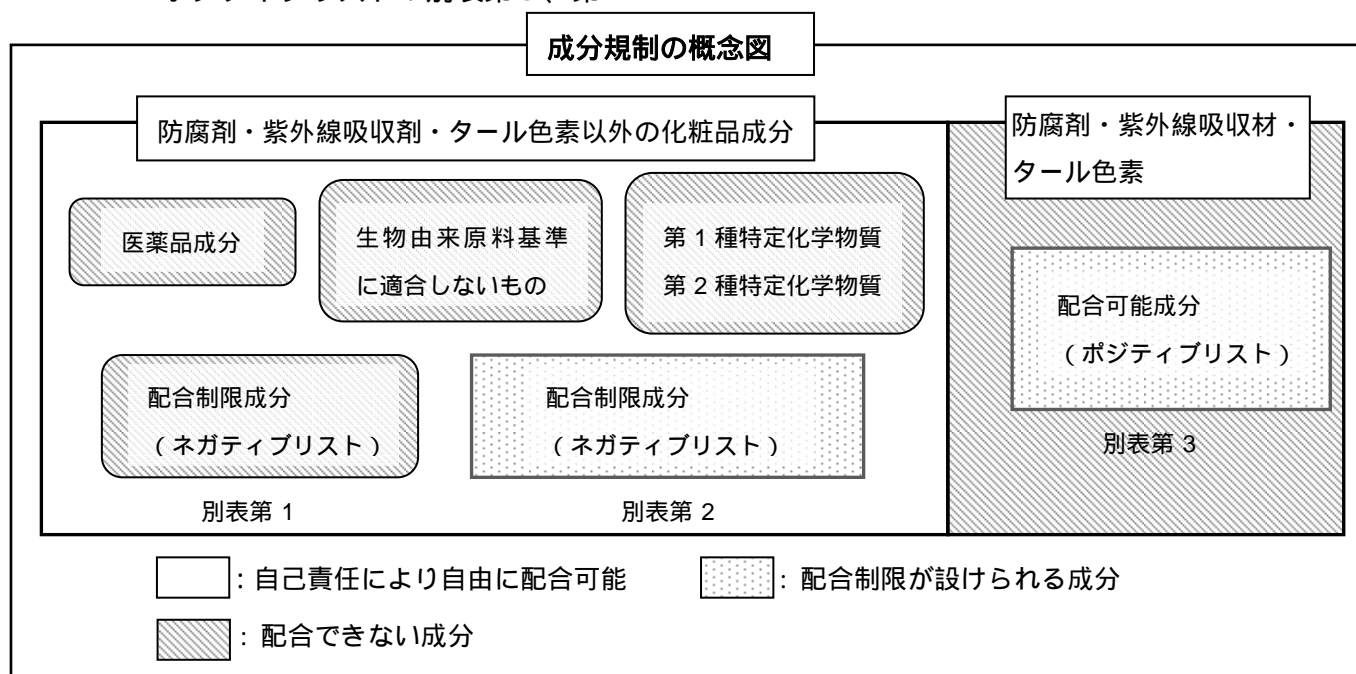 成分規制の概念図
防腐剤・紫外線吸収剤・タール色素以外の化粧品成分
防腐剤・紫外線吸収材・
タール色素
医薬品成分
生物由来原料基準
に適合しないもの
第1種特定化学物質
第2種特定化学物質
配合可能成分
（ポジティブリスト）
別表第3
配合制限成分
（ネガティブリスト）
別表第1
配合制限成分
（ネガティブリスト）
別表第2
：自己責任により自由に配合可能
：配合制限が設けられる成分
：配合できない成分